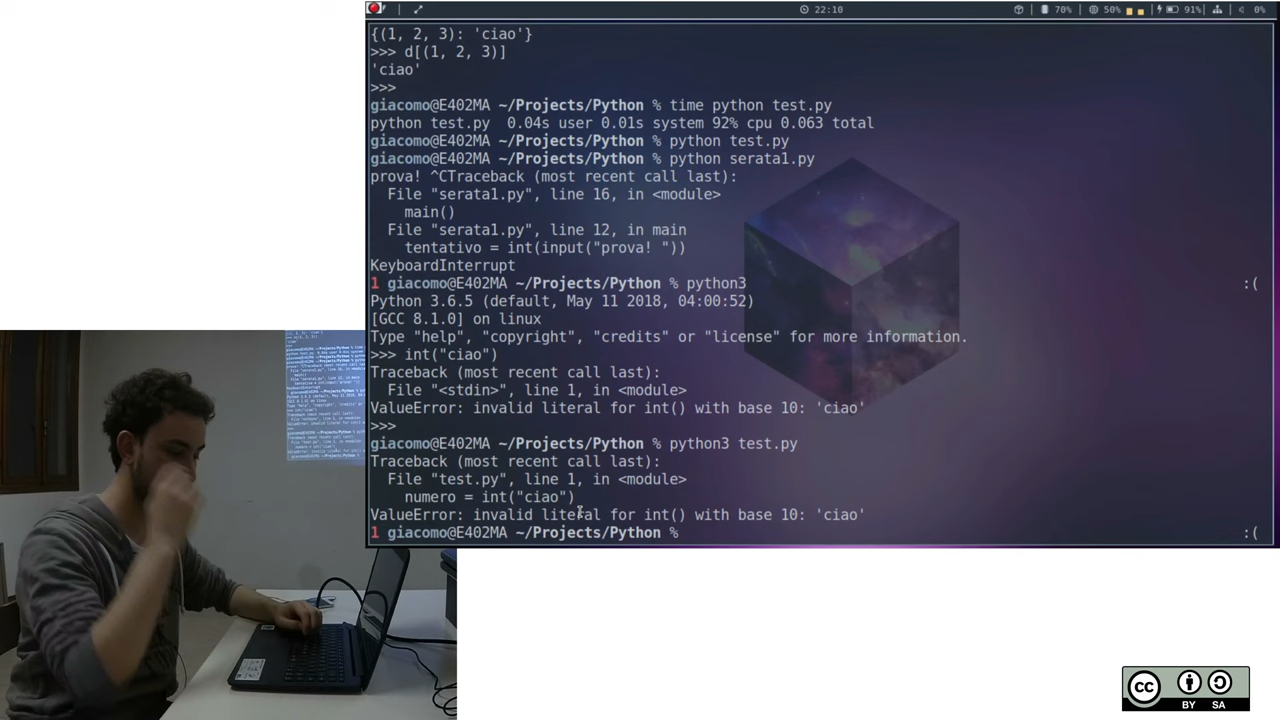 22:10
70%
50%
91%
0%
{(1, 2, 3): 'ciao'}
>>> d[(1, 2, 3)]
'ciao'
>>>
giacomo@E402MA ~/Projects/Python % time python test.py
python test.py  0.04s user 0.01s system 92% cpu 0.063 total
giacomo@E402MA ~/Projects/Python % python test.py
giacomo@E402MA ~/Projects/Python % python serata1.py
prova! ^CTraceback (most recent call last):
  File "serata1.py", line 16, in <module>
    main()
  File "serata1.py", line 12, in main
    tentativo = int(input("prova! "))
KeyboardInterrupt
1 giacomo@E402MA ~/Projects/Python % python3 :(
Python 3.6.5 (default, May 11 2018, 04:00:52)
[GCC 8.1.0] on linux
Type "help", "copyright", "credits" or "license" for more information.
>>> int("ciao")
Traceback (most recent call last):
  File "<stdin>", line 1, in <module>
ValueError: invalid literal for int() with base 10: 'ciao'
>>>
giacomo@E402MA ~/Projects/Python % python3 test.py
Traceback (most recent call last):
  File "test.py", line 1, in <module>
    numero = int("ciao")
ValueError: invalid literal for int() with base 10: 'ciao'
1 giacomo@E402MA ~/Projects/Python % :(
cc
BY SA